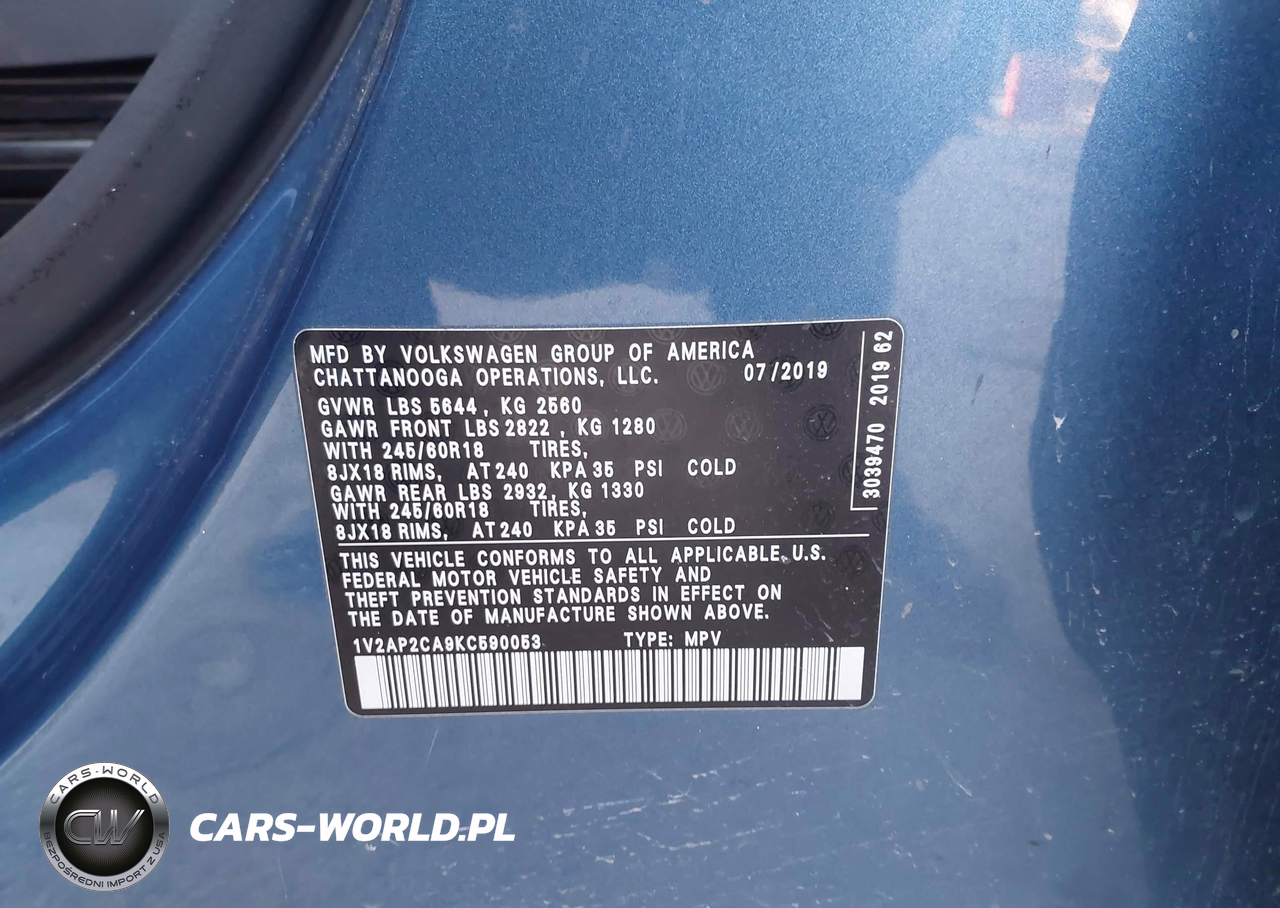 MFD BY VOLKSWAGEN GROUP OF AMERICA
CHATTANOOGA OPERATIONS, LLC. 07/2019
GVWR LBS 5644, KG 2560
GAWR FRONT LBS 2822, KG 1280
WITH 245/60R18 TIRES,
8JX18 RIMS, AT 240 KPA 35 PSI COLD
GAWR REAR LBS 2932, KG 1330
WITH 245/60R18 TIRES,
8JX18 RIMS, AT 240 KPA 35 PSI COLD
THIS VEHICLE CONFORMS TO ALL APPLICABLE U.S.
FEDERAL MOTOR VEHICLE SAFETY AND
THEFT PREVENTION STANDARDS IN EFFECT ON
THE DATE OF MANUFACTURE SHOWN ABOVE.
1V2AP2CA9KC590053 TYPE: MPV
3039470 2019 62
CARS-WORLD
CW
BEZPOŚREDNI IMPORT Z USA
CARS-WORLD.PL